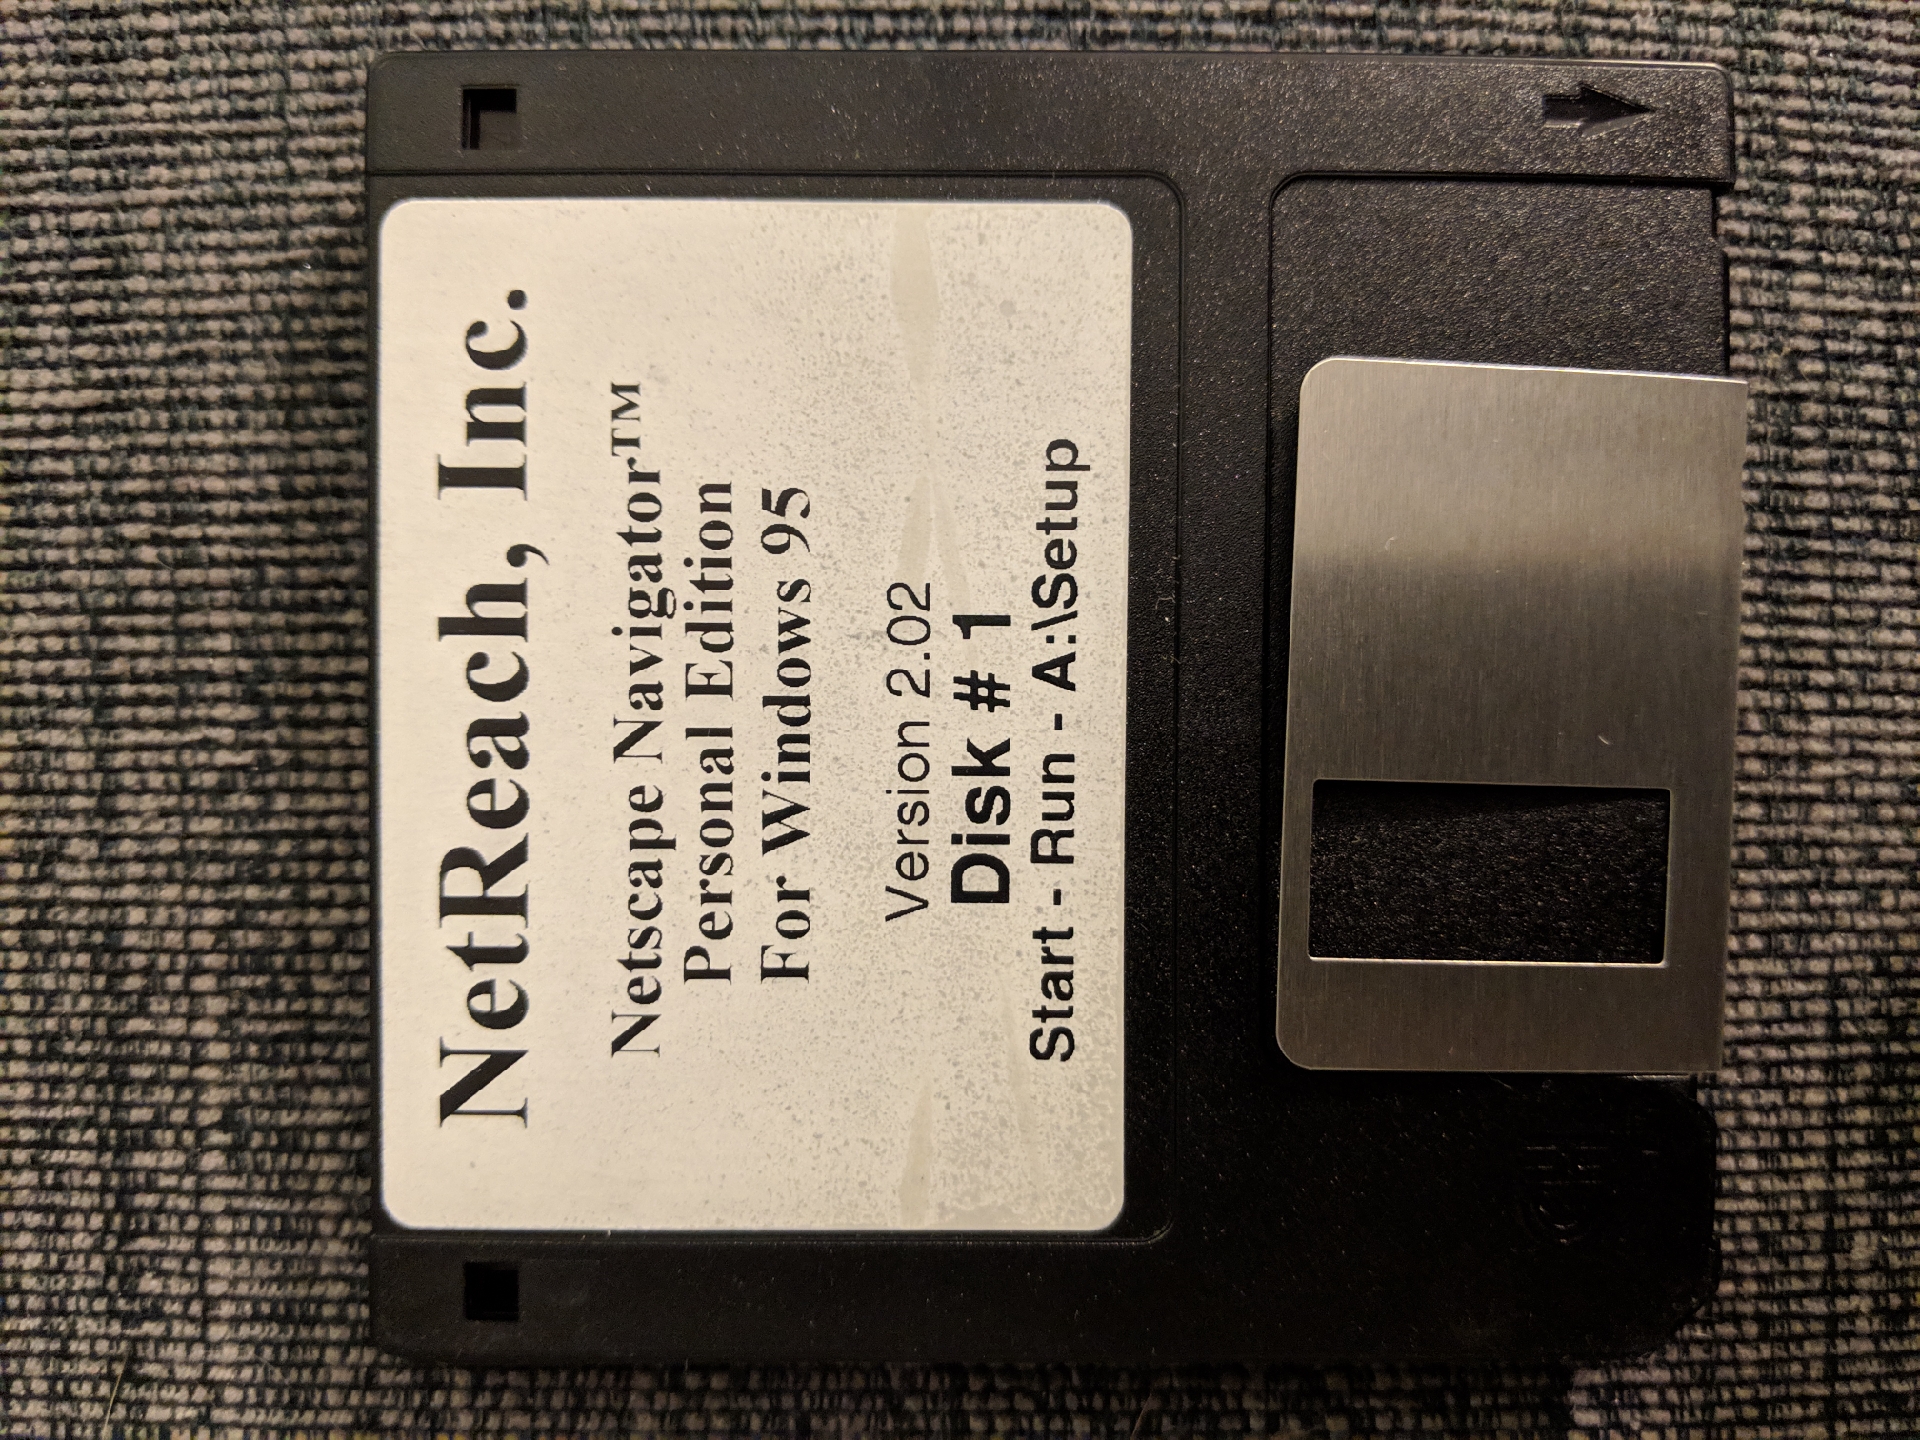 NetReach, Inc.
Netscape Navigator™
Personal Edition
For Windows 95
Version 2.02
Disk # 1
Start - Run - A:\Setup